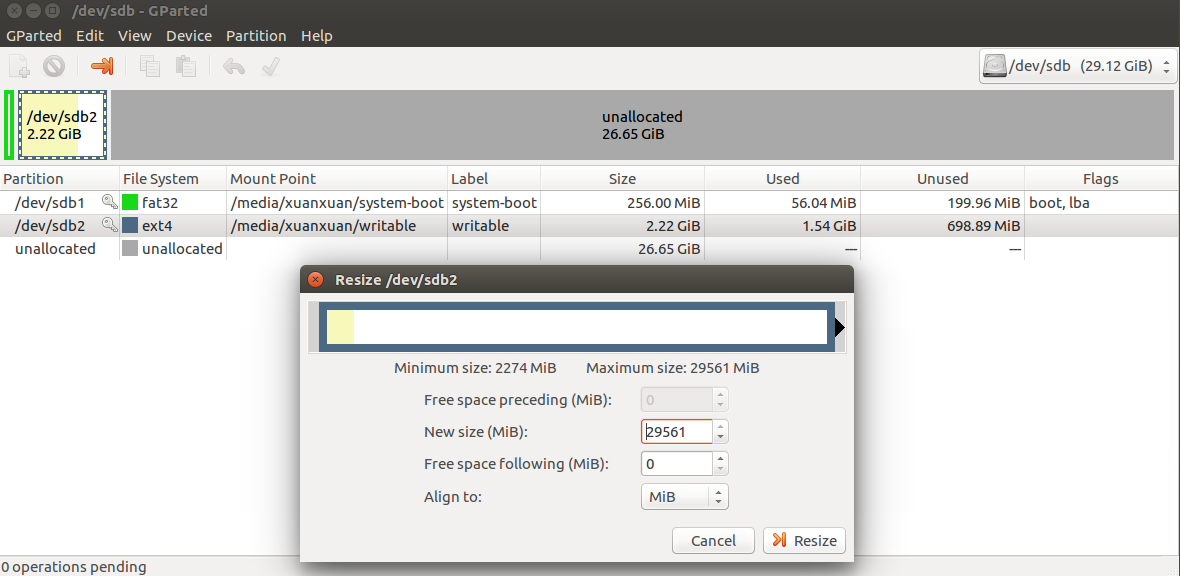 /dev/sdb - GParted
GParted Edit View Device Partition Help
/dev/sdb (29.12 GiB)
/dev/sdb2
2.22 GiB
unallocated
26.65 GiB
Partition File System Mount Point Label Size Used Unused Flags
/dev/sdb1 fat32 /media/xuanxuan/system-boot system-boot 256.00 MiB 56.04 MiB 199.96 MiB boot, lba
/dev/sdb2 ext4 /media/xuanxuan/writable writable 2.22 GiB 1.54 GiB 698.89 MiB
unallocated unallocated 26.65 GiB --- ---
Resize /dev/sdb2
Minimum size: 2274 MiB Maximum size: 29561 MiB
Free space preceding (MiB): 0
New size (MiB): 29561
Free space following (MiB): 0
Align to: MiB
Cancel Resize
0 operations pending